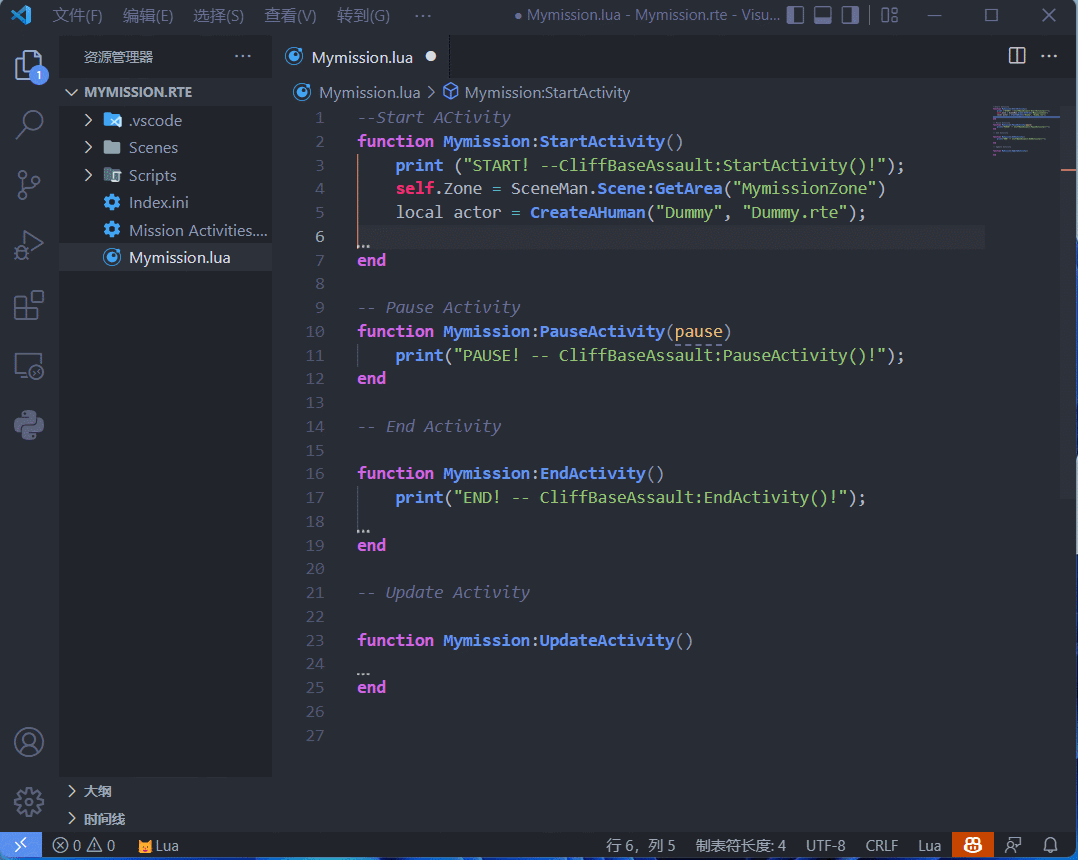 文件(F) 编辑(E) 选择(S) 查看(V) 转到(G) ··· ● Mymission.lua - Mymission.rte - Visu...
资源管理器 ···
Mymission.lua ●
1
MYMISSION.RTE
Mymission.lua > Mymission:StartActivity
.vscode
Scenes
Scripts
Index.ini
Mission Activities....
Mymission.lua
1 --Start ACtivity
2 function Mymission:StartActivity()
3 print ("START! --CliffBaseAssault:StartActivity()!");
4 self.Zone = SceneMan.Scene:GetArea("MymissionZone")
5 local actor = CreateAHuman("Dummy", "Dummy.rte");
6 ...
7 end
8
9 -- Pause Activity
10 function Mymission:PauseActivity(pause)
11 print("PAUSE! -- CliffBaseAssault:PauseActivity()!");
12 end
13
14 -- End Activity
15
16 function Mymission:EndActivity()
17 print("END! -- CliffBaseAssault:EndActivity()!");
18 ...
19 end
20
21 -- Update Activity
22
23 function Mymission:UpdateActivity()
24 ...
25 end
26
27
大纲
时间线
0 0 Lua 行 6，列 5 制表符长度: 4 UTF-8 CRLF Lua